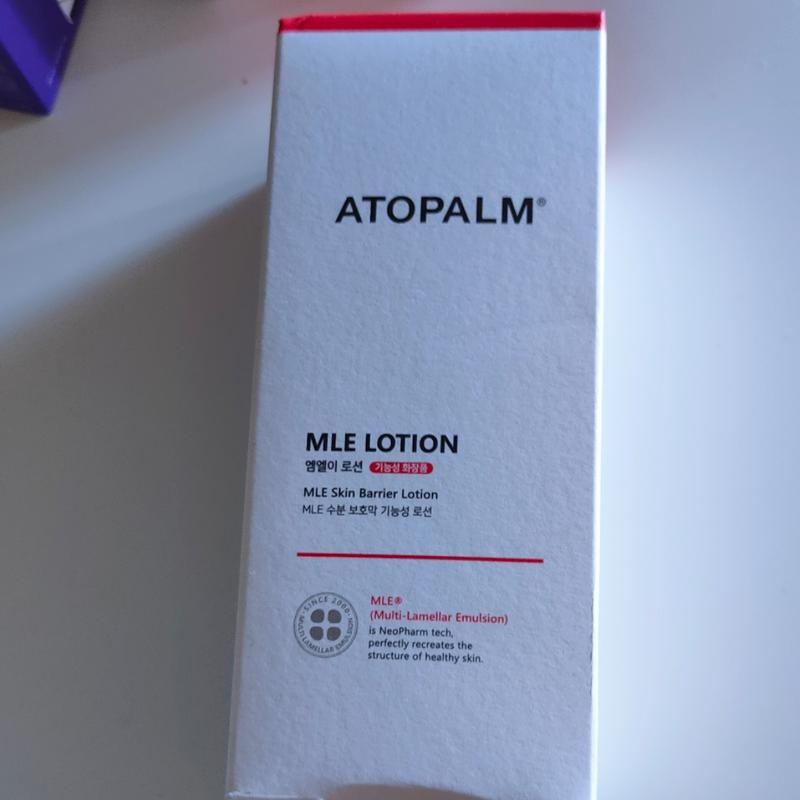 ATOPALM®
MLE LOTION
엠엘이 로션 기능성 화장품
MLE Skin Barrier Lotion
MLE 수분 보호막 기능성 로션
SINCE 2000 · MULTI LAMELLAR EMULSION ·
MLE®
(Multi-Lamellar Emulsion)
is NeoPharm tech,
perfectly recreates the
structure of healthy skin.